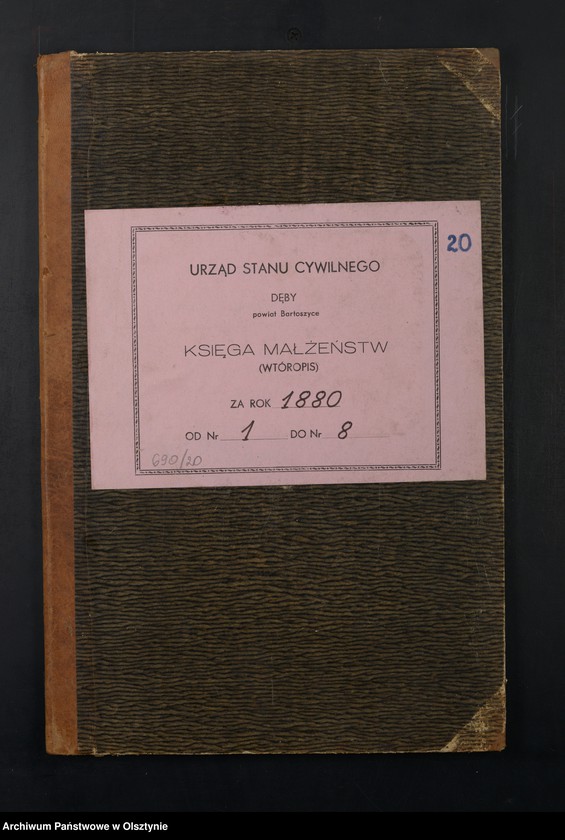 20
URZĄD STANU CYWILNEGO
DĘBY
powiat Bartoszyce
KSIĘGA MAŁŻEŃSTW
(WTÓROPIS)
ZA ROK 1880
OD Nr 1 DO Nr 8
690/20
Archiwum Państwowe w Olsztynie